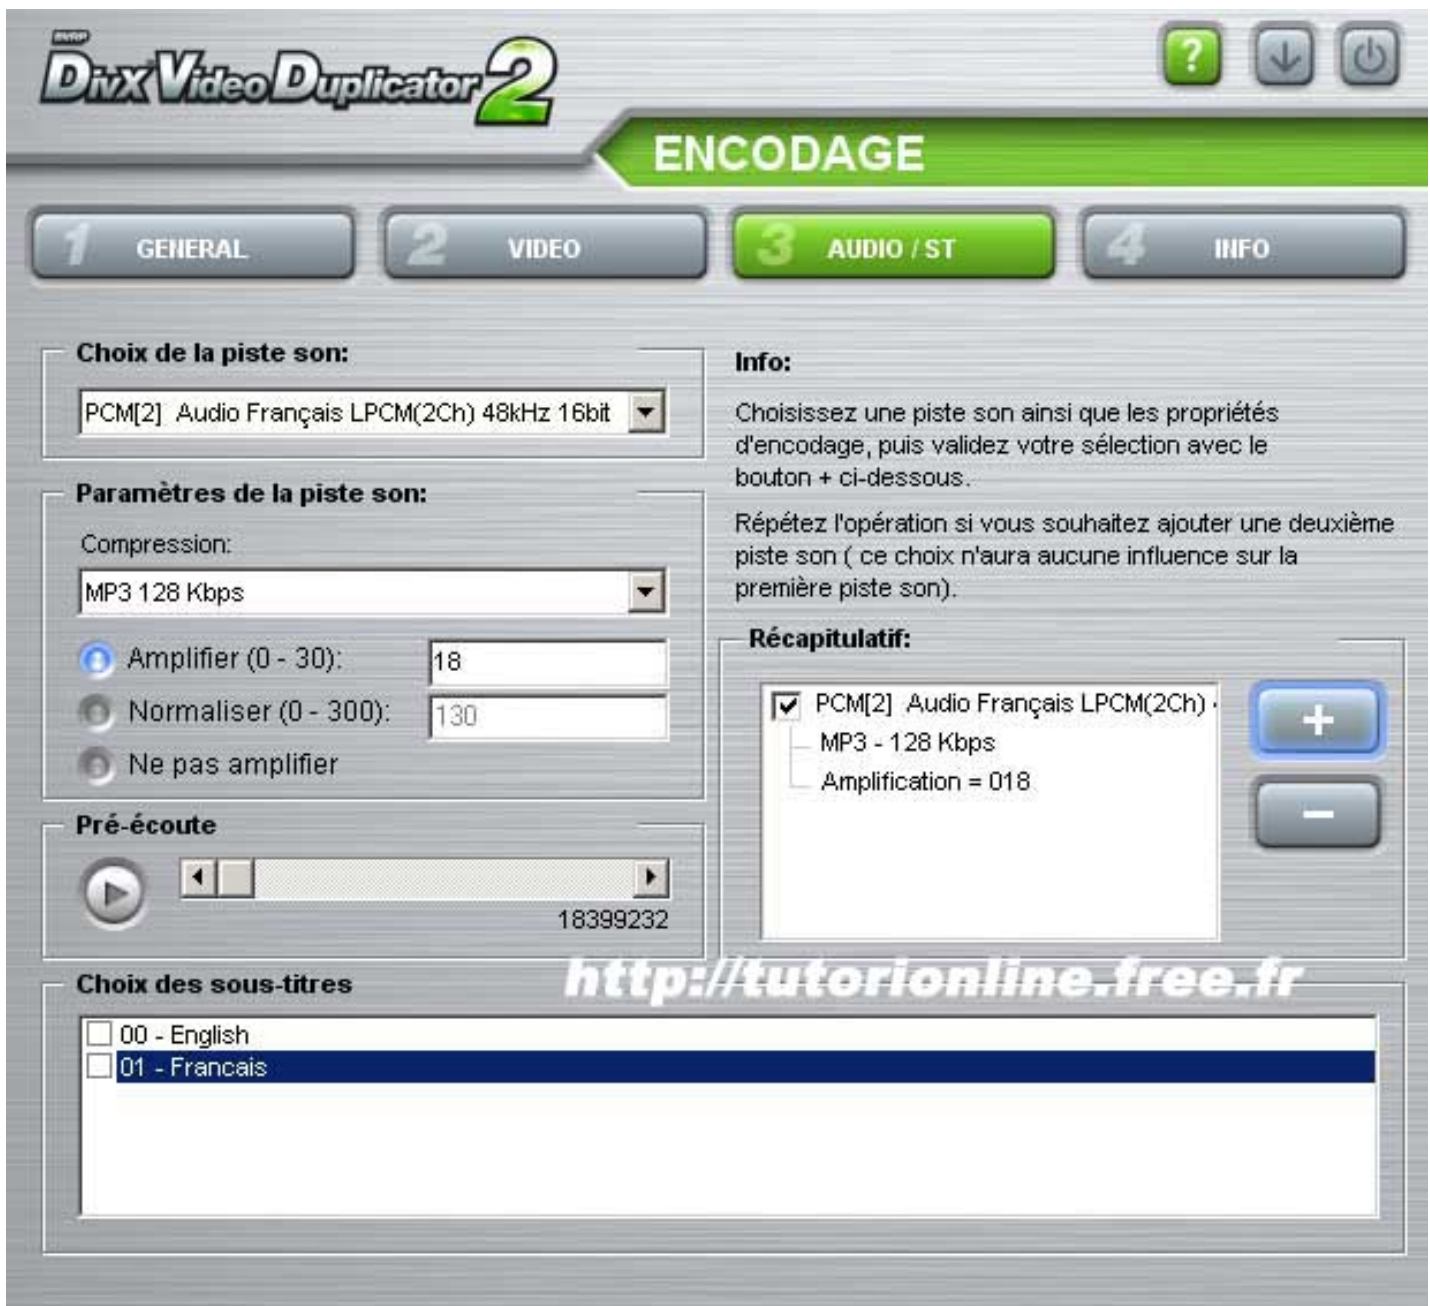 BVRP
DivX Video Duplicator 2
?
ENCODAGE
1 GENERAL
2 VIDEO
3 AUDIO / ST
4 INFO
Choix de la piste son:
PCM[2] Audio Français LPCM(2Ch) 48kHz 16bit
Paramètres de la piste son:
Compression:
MP3 128 Kbps
Amplifier (0 - 30):
18
Normaliser (0 - 300):
130
Ne pas amplifier
Pré-écoute
18399232
Info:
Choisissez une piste son ainsi que les propriétés
d'encodage, puis validez votre sélection avec le
bouton + ci-dessous.
Répétez l'opération si vous souhaitez ajouter une deuxième
piste son ( ce choix n'aura aucune influence sur la
première piste son).
Récapitulatif:
PCM[2] Audio Français LPCM(2Ch)
MP3 - 128 Kbps
Amplification = 018
+
−
http://tutorionline.free.fr
Choix des sous-titres
00 - English
01 - Francais